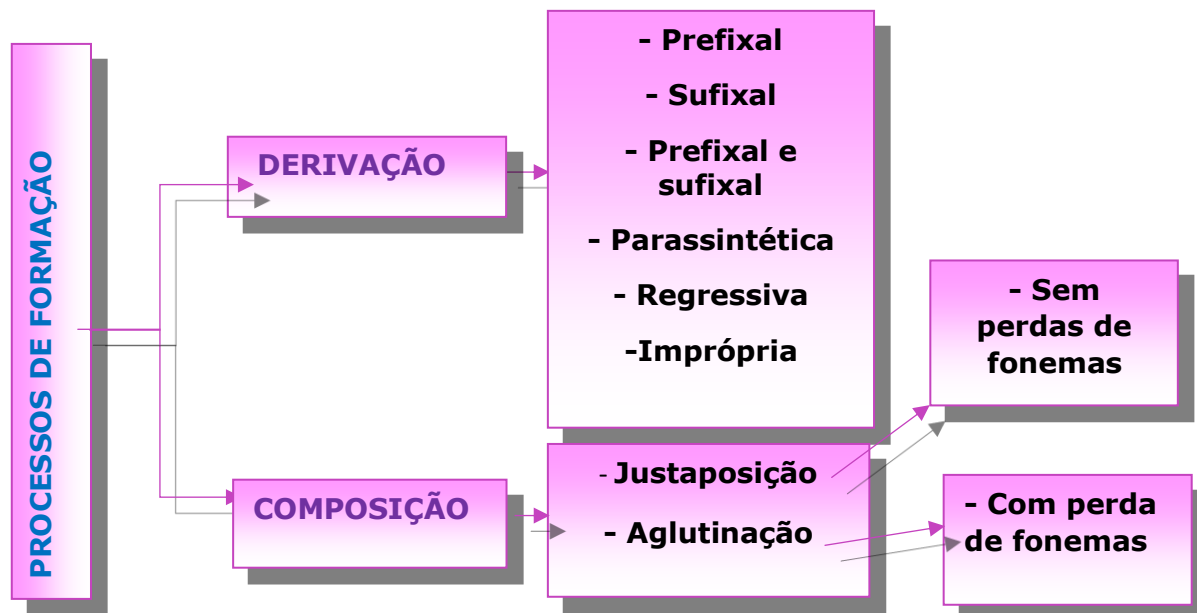 PROCESSOS DE FORMAÇÃO
DERIVAÇÃO
- Prefixal
- Sufixal
- Prefixal e
sufixal
- Parassintética
- Regressiva
-Imprópria
COMPOSIÇÃO
- Justaposição
- Aglutinação
- Sem
perdas de
fonemas
- Com perda
de fonemas